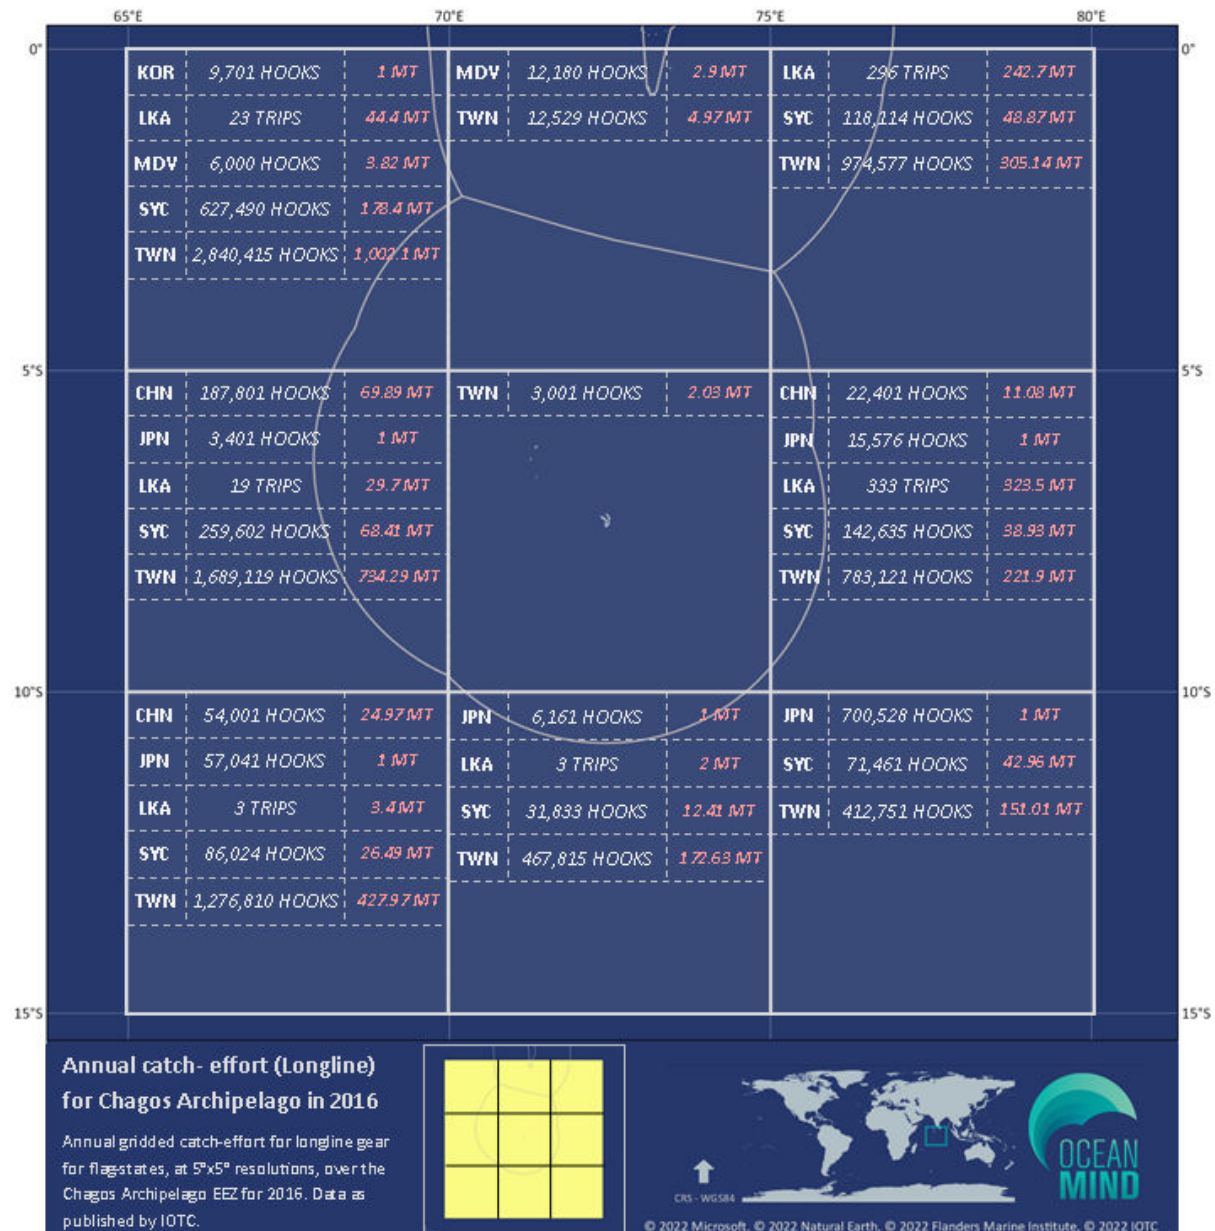 65°E 70°E 75°E 80°E
0° 0°
KOR 9,701 HOOKS 1 MT
LKA 23 TRIPS 44.4 MT
MDV 6,000 HOOKS 3.82 MT
SYC 627,490 HOOKS 178.4 MT
TWN 2,840,415 HOOKS 1,002.1 MT
MDV 12,180 HOOKS 2.9 MT
TWN 12,529 HOOKS 4.97 MT
LKA 296 TRIPS 242.7 MT
SYC 118,114 HOOKS 48.87 MT
TWN 974,577 HOOKS 305.14 MT
5°S 5°S
CHN 187,801 HOOKS 69.89 MT
JPN 3,401 HOOKS 1 MT
LKA 19 TRIPS 29.7 MT
SYC 259,602 HOOKS 68.41 MT
TWN 1,689,119 HOOKS 734.29 MT
TWN 3,001 HOOKS 2.03 MT
CHN 22,401 HOOKS 11.08 MT
JPN 15,576 HOOKS 1 MT
LKA 333 TRIPS 323.5 MT
SYC 142,635 HOOKS 38.93 MT
TWN 783,121 HOOKS 221.9 MT
10°S 10°S
CHN 54,001 HOOKS 24.97 MT
JPN 57,041 HOOKS 1 MT
LKA 3 TRIPS 3.4 MT
SYC 86,024 HOOKS 26.49 MT
TWN 1,276,810 HOOKS 427.97 MT
JPN 6,161 HOOKS 1 MT
LKA 3 TRIPS 2 MT
SYC 31,833 HOOKS 12.41 MT
TWN 467,815 HOOKS 172.63 MT
JPN 700,528 HOOKS 1 MT
SYC 71,461 HOOKS 42.96 MT
TWN 412,751 HOOKS 151.01 MT
15°S 15°S
Annual catch- effort (Longline)
for Chagos Archipelago in 2016
Annual gridded catch-effort for longline gear
for flag-states, at 5°x5° resolutions, over the
Chagos Archipelago EEZ for 2016. Data as
published by IOTC.
CRS - WGS84
OCEAN
MIND
© 2022 Microsoft, © 2022 Natural Earth, © 2022 Flanders Marine Institute, © 2022 IOTC